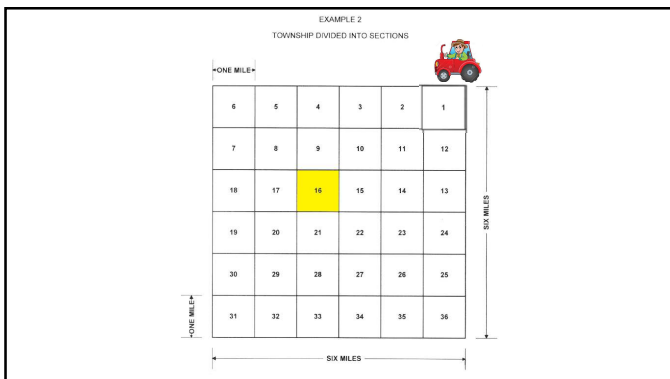 EXAMPLE 2
TOWNSHIP DIVIDED INTO SECTIONS
ONE MILE
6 5 4 3 2 1
7 8 9 10 11 12
18 17 16 15 14 13
19 20 21 22 23 24
30 29 28 27 26 25
31 32 33 34 35 36
SIX MILES
ONE MILE
SIX MILES